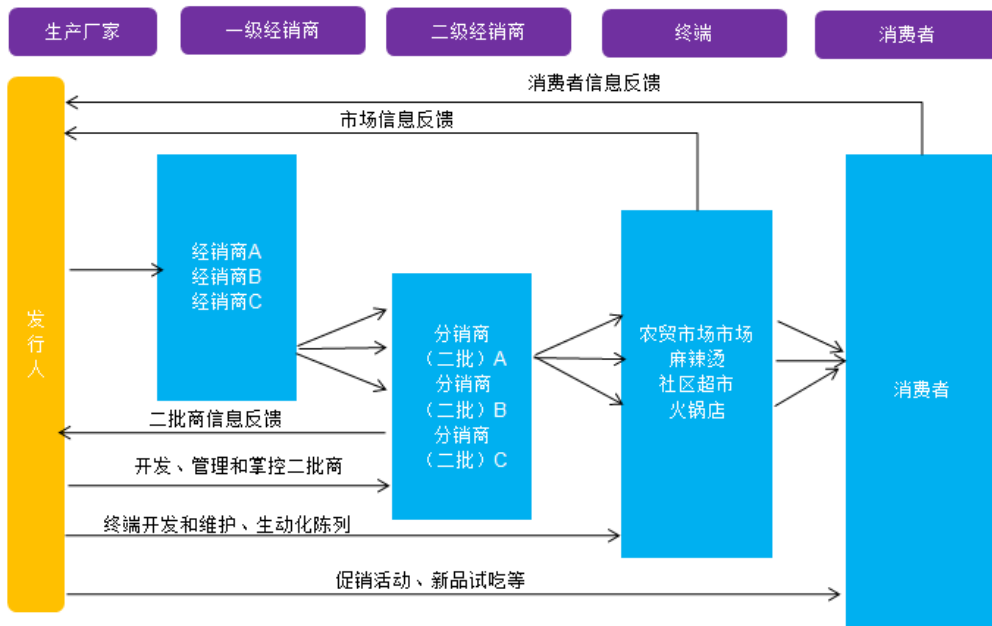 生产厂家
一级经销商
二级经销商
终端
消费者
消费者信息反馈
市场信息反馈
发
行
人
经销商A
经销商B
经销商C
分销商
（二批）A
分销商
（二批）B
分销商
（二批）C
农贸市场市场
麻辣烫
社区超市
火锅店
消费者
二批商信息反馈
开发、管理和掌控二批商
终端开发和维护、生动化陈列
促销活动、新品试吃等